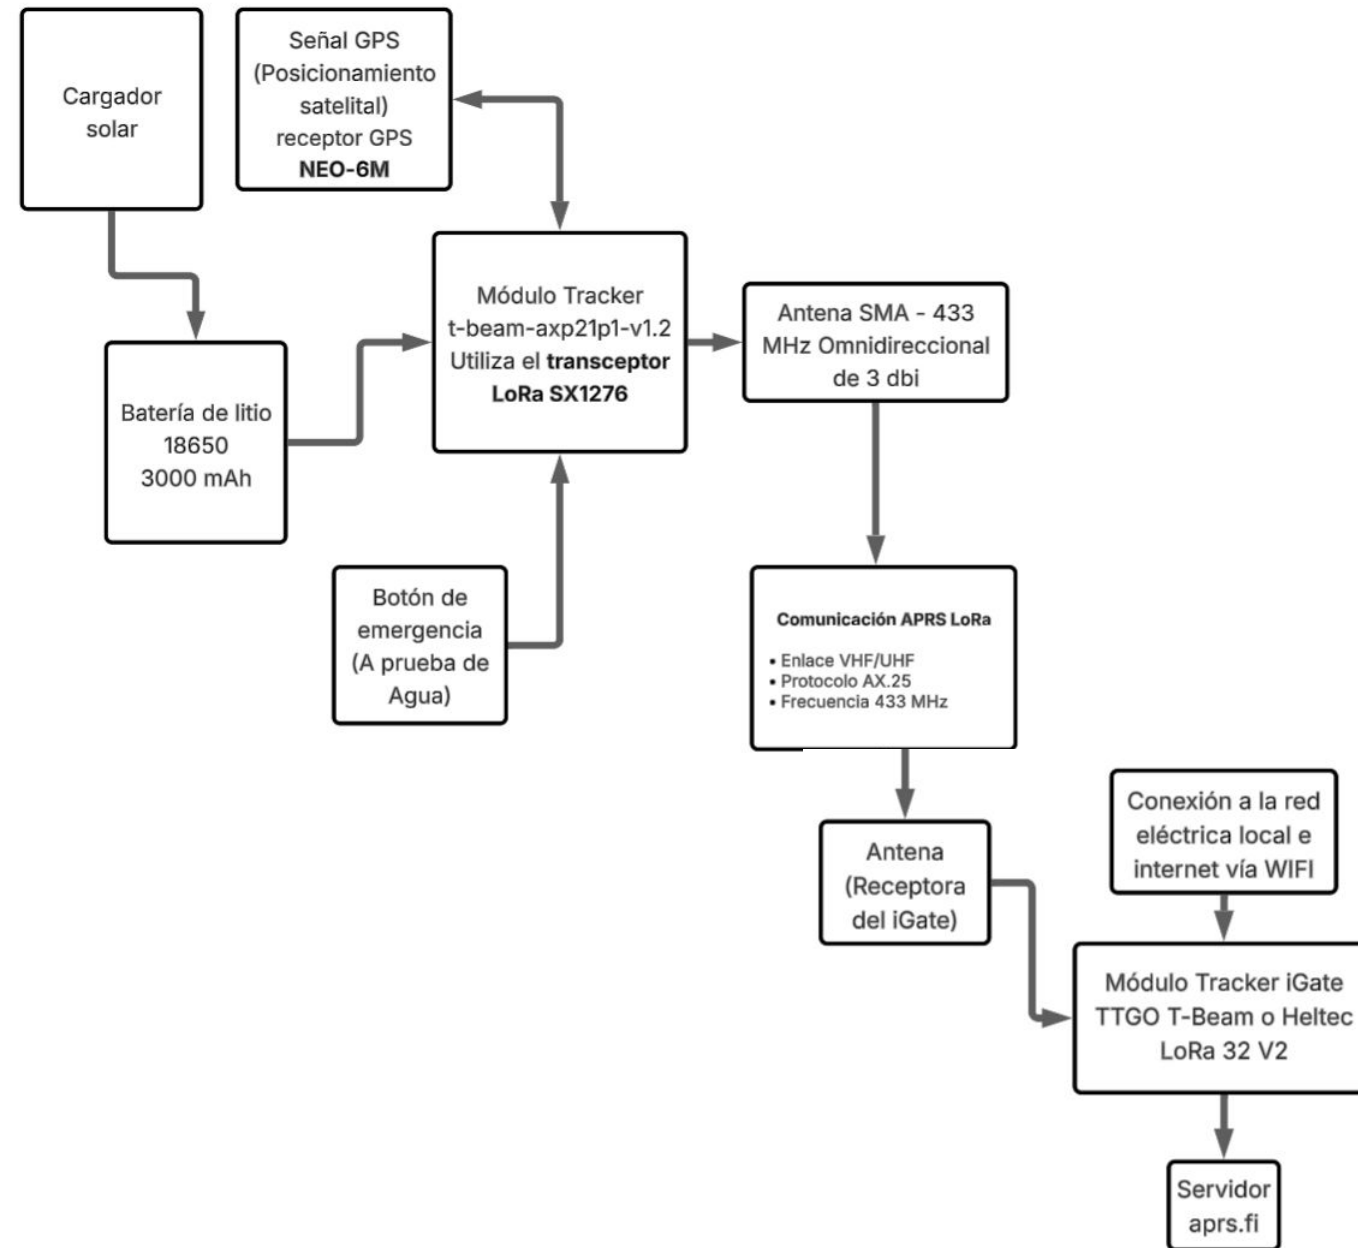 Cargador
solar
Señal GPS
(Posicionamiento
satelital)
receptor GPS
NEO-6M
Módulo Tracker
t-beam-axp21p1-v1.2
Utiliza el transceptor
LoRa SX1276
Antena SMA - 433
MHz Omnidireccional
de 3 dbi
Batería de litio
18650
3000 mAh
Botón de
emergencia
(A prueba de
Agua)
Comunicación APRS LoRa
• Enlace VHF/UHF
• Protocolo AX.25
• Frecuencia 433 MHz
Antena
(Receptora
del iGate)
Conexión a la red
eléctrica local e
internet vía WIFI
Módulo Tracker iGate
TTGO T-Beam o Heltec
LoRa 32 V2
Servidor
aprs.fi